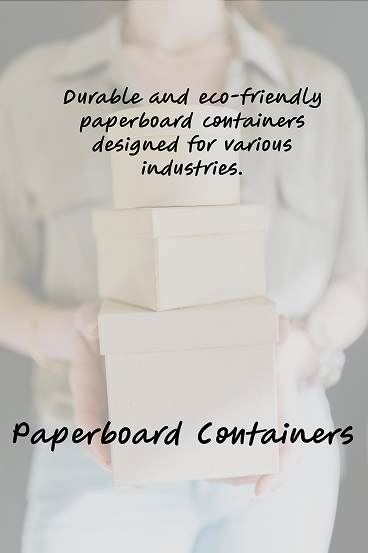 Durable and eco-friendly
paperboard containers
designed for various
industries.
Paperboard Containers